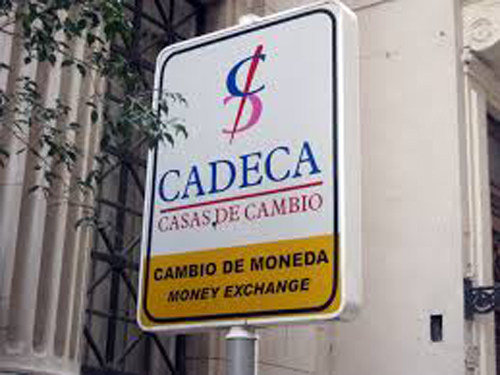 CADECA
CASAS DE CAMBIO
CAMBIO DE MONEDA
MONEY EXCHANGE